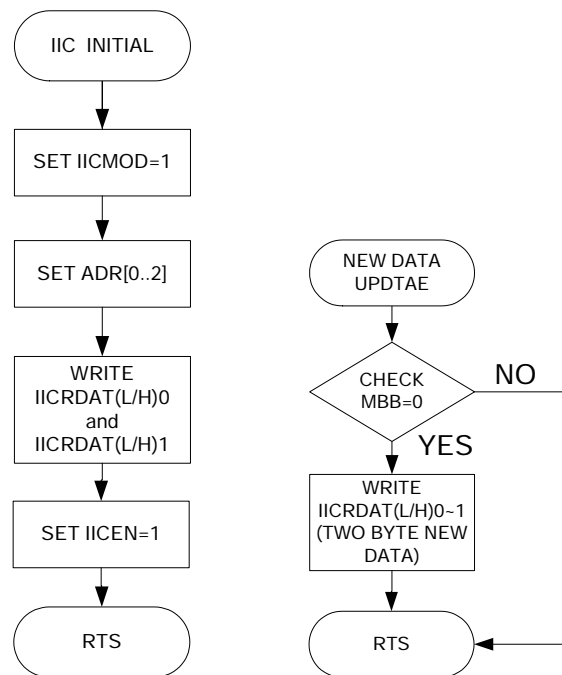 IIC INITIAL
SET IICMOD=1
SET ADR[0..2]
WRITE
IICRDAT(L/H)0
and
IICRDAT(L/H)1
SET IICEN=1
RTS
NEW DATA
UPDTAE
CHECK
MBB=0
NO
YES
WRITE
IICRDAT(L/H)0~1
(TWO BYTE NEW
DATA)
RTS